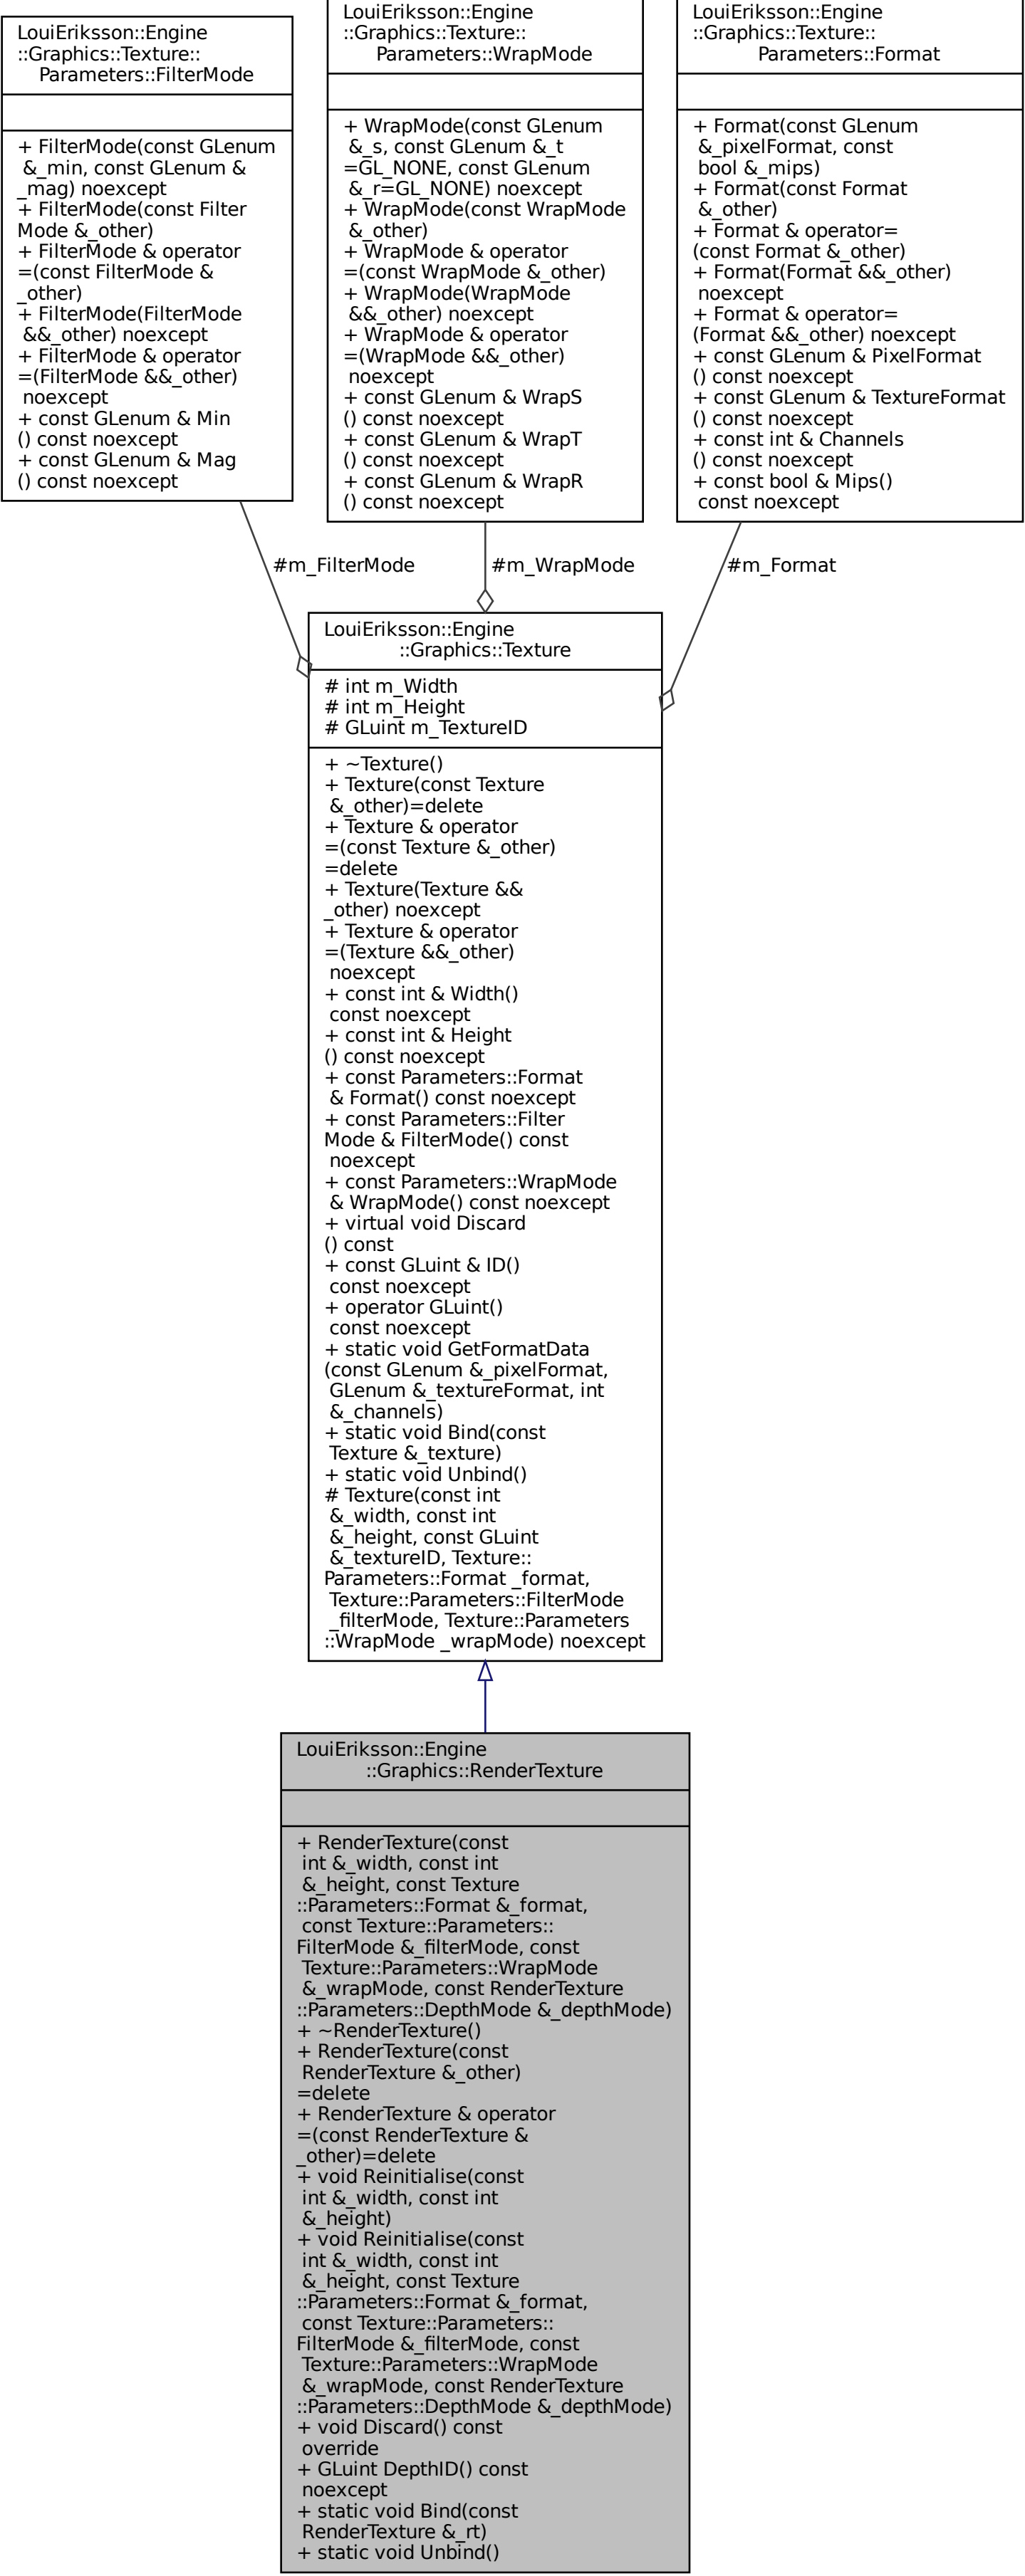 LouiEriksson::Engine
::Graphics::Texture::
Parameters::FilterMode
+ FilterMode(const GLenum
&_min, const GLenum &
_mag) noexcept
+ FilterMode(const Filter
Mode &_other)
+ FilterMode & operator
=(const FilterMode &
_other)
+ FilterMode(FilterMode
&&_other) noexcept
+ FilterMode & operator
=(FilterMode &&_other)
noexcept
+ const GLenum & Min
() const noexcept
+ const GLenum & Mag
() const noexcept
LouiEriksson::Engine
::Graphics::Texture::
Parameters::WrapMode
+ WrapMode(const GLenum
&_s, const GLenum &_t
=GL_NONE, const GLenum
&_r=GL_NONE) noexcept
+ WrapMode(const WrapMode
&_other)
+ WrapMode & operator
=(const WrapMode &_other)
+ WrapMode(WrapMode
&&_other) noexcept
+ WrapMode & operator
=(WrapMode &&_other)
noexcept
+ const GLenum & WrapS
() const noexcept
+ const GLenum & WrapT
() const noexcept
+ const GLenum & WrapR
() const noexcept
LouiEriksson::Engine
::Graphics::Texture::
Parameters::Format
+ Format(const GLenum
&_pixelFormat, const
bool &_mips)
+ Format(const Format
&_other)
+ Format & operator=
(const Format &_other)
+ Format(Format &&_other)
noexcept
+ Format & operator=
(Format &&_other) noexcept
+ const GLenum & PixelFormat
() const noexcept
+ const GLenum & TextureFormat
() const noexcept
+ const int & Channels
() const noexcept
+ const bool & Mips()
const noexcept
#m_FilterMode
#m_WrapMode
#m_Format
LouiEriksson::Engine
::Graphics::Texture
# int m_Width
# int m_Height
# GLuint m_TextureID
+ ~Texture()
+ Texture(const Texture
&_other)=delete
+ Texture & operator
=(const Texture &_other)
=delete
+ Texture(Texture &&
_other) noexcept
+ Texture & operator
=(Texture &&_other)
noexcept
+ const int & Width()
const noexcept
+ const int & Height
() const noexcept
+ const Parameters::Format
& Format() const noexcept
+ const Parameters::Filter
Mode & FilterMode() const
noexcept
+ const Parameters::WrapMode
& WrapMode() const noexcept
+ virtual void Discard
() const
+ const GLuint & ID()
const noexcept
+ operator GLuint()
const noexcept
+ static void GetFormatData
(const GLenum &_pixelFormat,
GLenum &_textureFormat, int
&_channels)
+ static void Bind(const
Texture &_texture)
+ static void Unbind()
# Texture(const int
&_width, const int
&_height, const GLuint
&_textureID, Texture::
Parameters::Format _format,
Texture::Parameters::FilterMode
_filterMode, Texture::Parameters
::WrapMode _wrapMode) noexcept
LouiEriksson::Engine
::Graphics::RenderTexture
+ RenderTexture(const
int &_width, const int
&_height, const Texture
::Parameters::Format &_format,
const Texture::Parameters::
FilterMode &_filterMode, const
Texture::Parameters::WrapMode
&_wrapMode, const RenderTexture
::Parameters::DepthMode &_depthMode)
+ ~RenderTexture()
+ RenderTexture(const
RenderTexture &_other)
=delete
+ RenderTexture & operator
=(const RenderTexture &
_other)=delete
+ void Reinitialise(const
int &_width, const int
&_height)
+ void Reinitialise(const
int &_width, const int
&_height, const Texture
::Parameters::Format &_format,
const Texture::Parameters::
FilterMode &_filterMode, const
Texture::Parameters::WrapMode
&_wrapMode, const RenderTexture
::Parameters::DepthMode &_depthMode)
+ void Discard() const
override
+ GLuint DepthID() const
noexcept
+ static void Bind(const
RenderTexture &_rt)
+ static void Unbind()